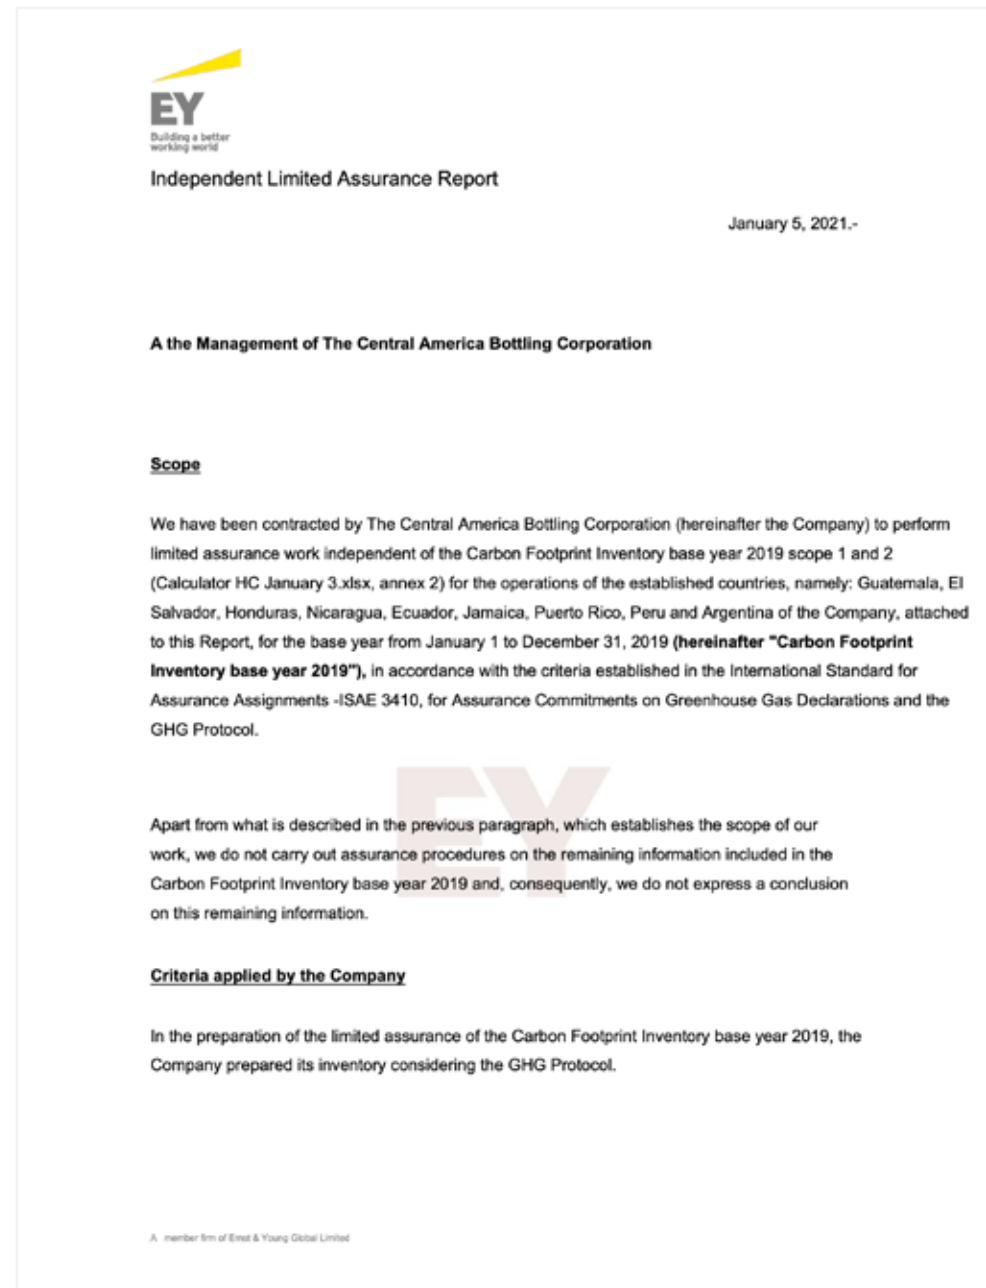 EY
Building a better
working world
Independent Limited Assurance Report
January 5, 2021.-
A the Management of The Central America Bottling Corporation
Scope
We have been contracted by The Central America Bottling Corporation (hereinafter the Company) to perform
limited assurance work independent of the Carbon Footprint Inventory base year 2019 scope 1 and 2
(Calculator HC January 3.xlsx, annex 2) for the operations of the established countries, namely: Guatemala, El
Salvador, Honduras, Nicaragua, Ecuador, Jamaica, Puerto Rico, Peru and Argentina of the Company, attached
to this Report, for the base year from January 1 to December 31, 2019 (hereinafter "Carbon Footprint
Inventory base year 2019"), in accordance with the criteria established in the International Standard for
Assurance Assignments -ISAE 3410, for Assurance Commitments on Greenhouse Gas Declarations and the
GHG Protocol.
EY
Apart from what is described in the previous paragraph, which establishes the scope of our
work, we do not carry out assurance procedures on the remaining information included in the
Carbon Footprint Inventory base year 2019 and, consequently, we do not express a conclusion
on this remaining information.
Criteria applied by the Company
In the preparation of the limited assurance of the Carbon Footprint Inventory base year 2019, the
Company prepared its inventory considering the GHG Protocol.
A member firm of Ernst & Young Global Limited